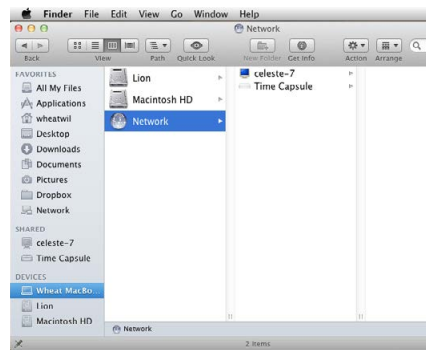 Finder File Edit View Go Window Help
Network
Back View Path Quick Look New Folder Get Info Action Arrange
FAVORITES
All My Files
Applications
wheatwil
Desktop
Downloads
Documents
Pictures
Dropbox
Network
SHARED
celeste-7
Time Capsule
DEVICES
Wheat MacBo...
Lion
Macintosh HD
Lion
Macintosh HD
Network
celeste-7
Time Capsule
Network
2 items